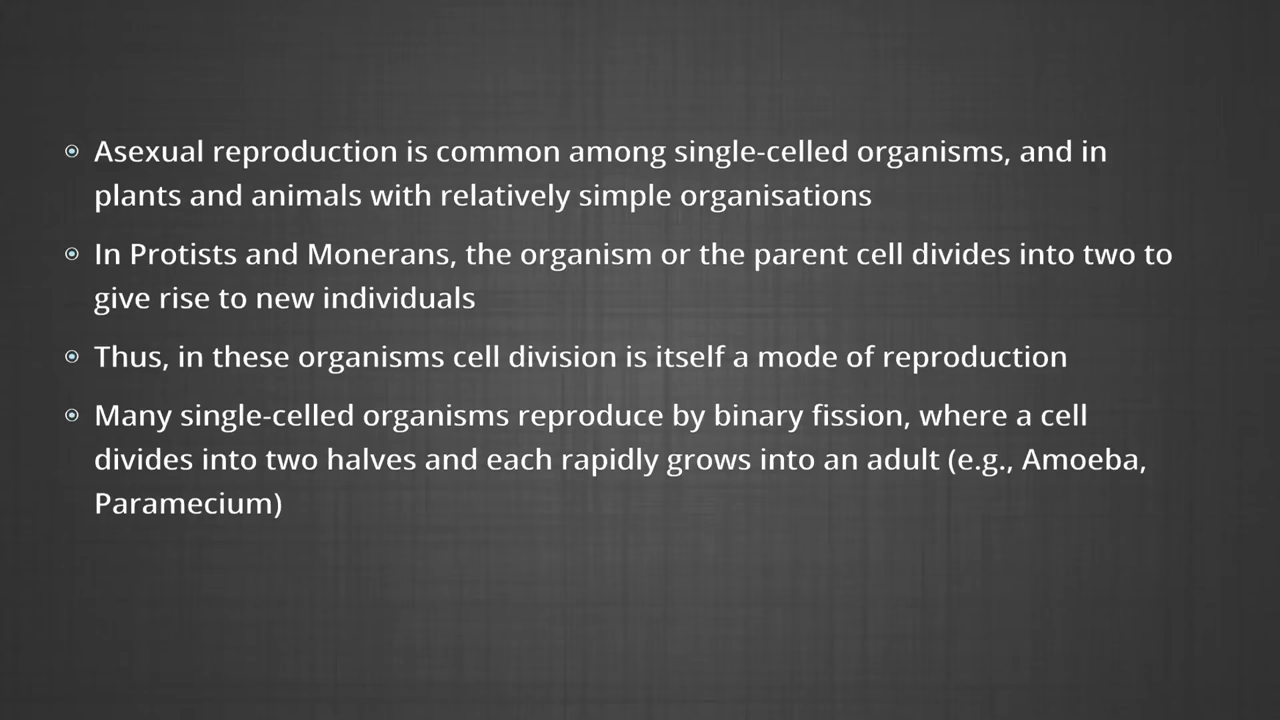 Asexual reproduction is common among single-celled organisms, and in
plants and animals with relatively simple organisations
In Protists and Monerans, the organism or the parent cell divides into two to
give rise to new individuals
Thus, in these organisms cell division is itself a mode of reproduction
Many single-celled organisms reproduce by binary fission, where a cell
divides into two halves and each rapidly grows into an adult (e.g., Amoeba,
Paramecium)